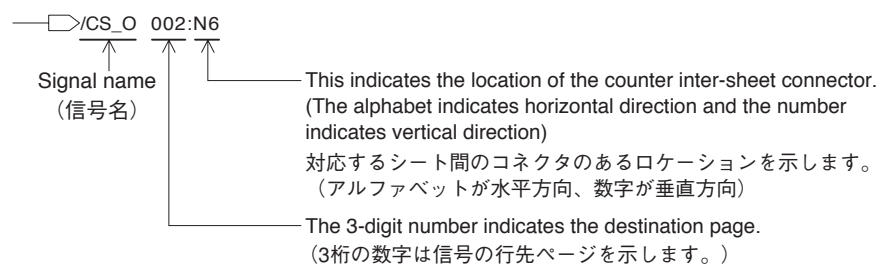 /CS_O 002:N6
Signal name
（信号名）
This indicates the location of the counter inter-sheet connector.
(The alphabet indicates horizontal direction and the number
indicates vertical direction)
対応するシート間のコネクタのあるロケーションを示します。
（アルファベットが水平方向、数字が垂直方向）
The 3-digit number indicates the destination page.
（3桁の数字は信号の行先ページを示します。）